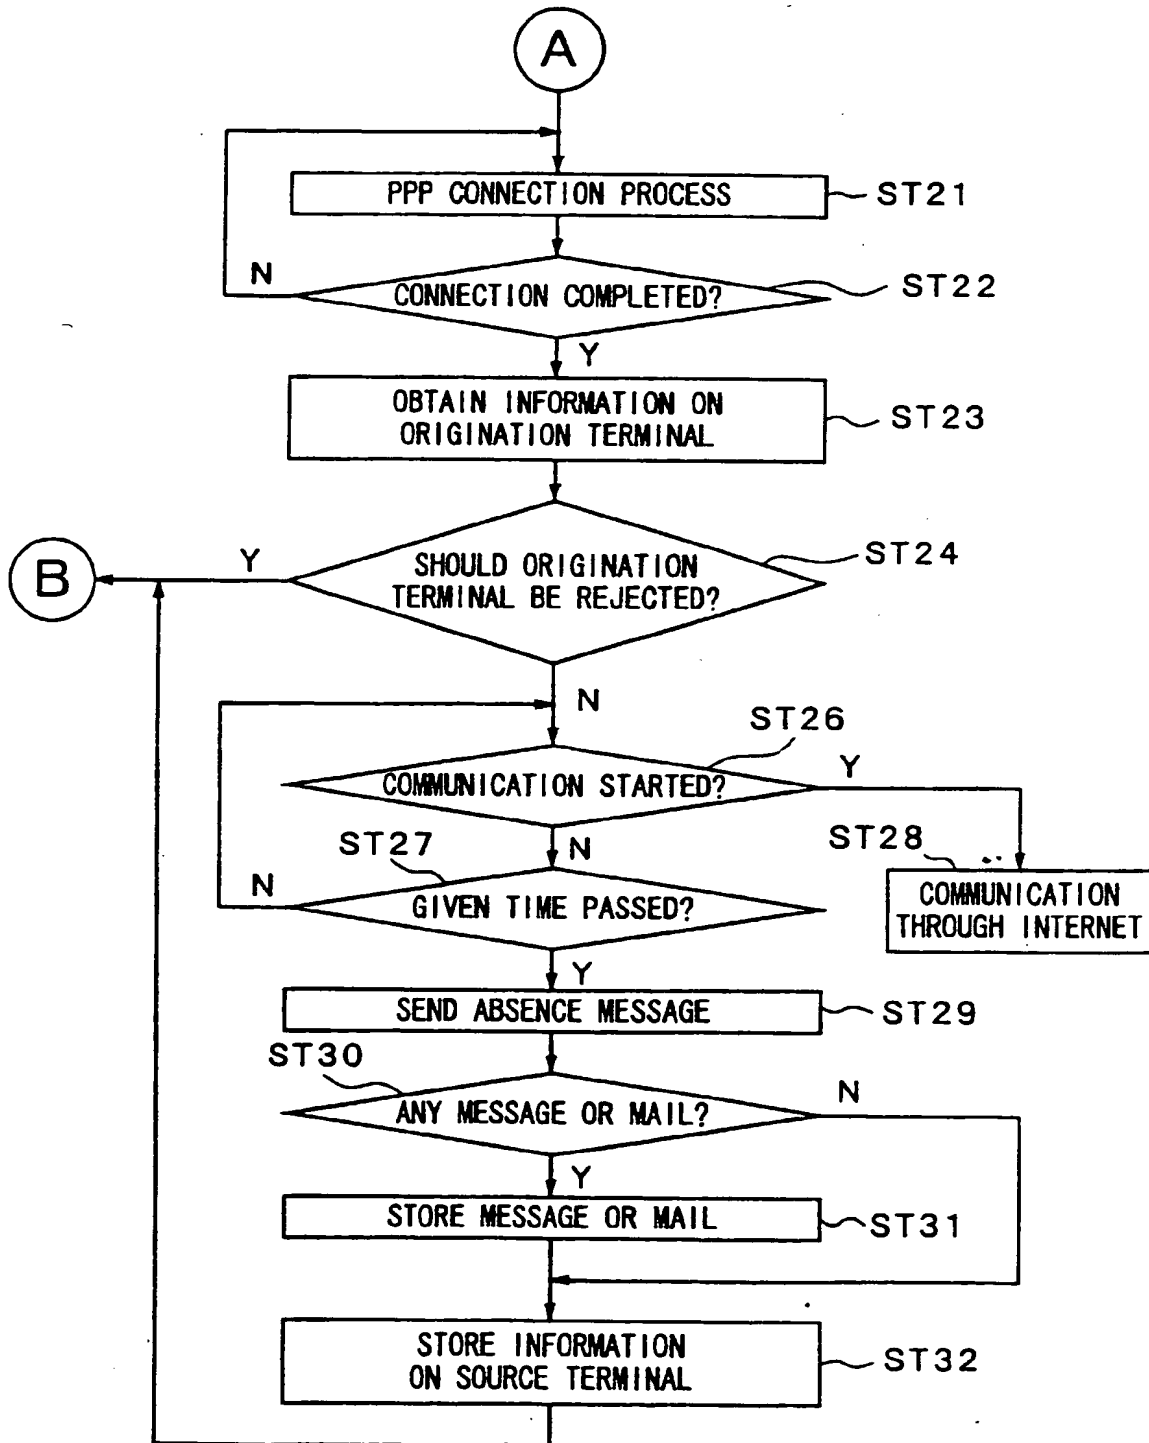 A
PPP CONNECTION PROCESS
ST21
N
CONNECTION COMPLETED?
ST22
Y
OBTAIN INFORMATION ON
ORIGINATION TERMINAL
ST23
B
Y
SHOULD ORIGINATION
TERMINAL BE REJECTED?
ST24
N
ST26
COMMUNICATION STARTED?
Y
ST27
N
ST28
N
GIVEN TIME PASSED?
COMMUNICATION
THROUGH INTERNET
Y
SEND ABSENCE MESSAGE
ST29
ST30
ANY MESSAGE OR MAIL?
N
Y
STORE MESSAGE OR MAIL
ST31
STORE INFORMATION
ON SOURCE TERMINAL
ST32